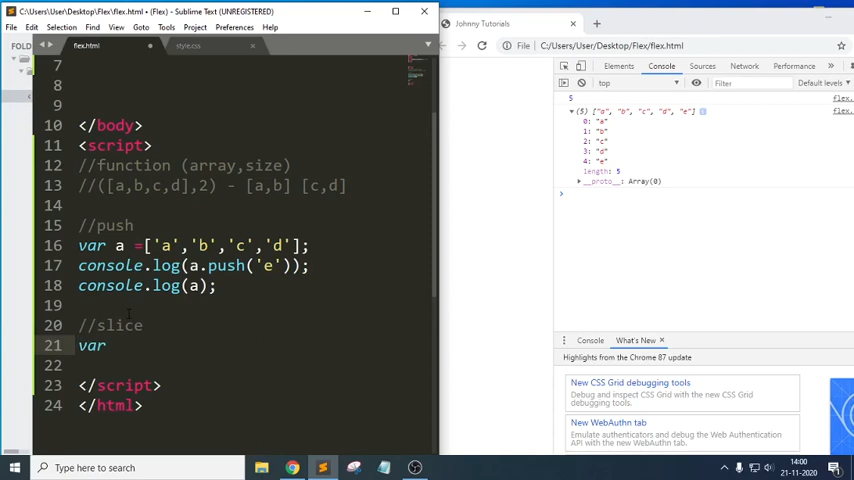 C:\Users\User\Desktop\Flex\flex.html • (Flex) - Sublime Text (UNREGISTERED)
File Edit Selection Find View Goto Tools Project Preferences Help
FOLD
flex.html
style.css
7
8
9
10 </body>
11 <script>
12 //function (array,size)
13 //([a,b,c,d],2) - [a,b] [c,d]
14
15 //push
16 var a =['a','b','c','d'];
17 console.log(a.push('e'));
18 console.log(a);
19
20 //slice
21 var
22
23 </script>
24 </html>
Johnny Tutorials
File C:/Users/User/Desktop/Flex/flex.html
Elements Console Sources Network Performance
top Filter Default levels
5 flex.
(5) ["a", "b", "c", "d", "e"] flex.
0: "a"
1: "b"
2: "c"
3: "d"
4: "e"
length: 5
__proto__: Array(0)
Console What's New
Highlights from the Chrome 87 update
New CSS Grid debugging tools
Debug and inspect CSS Grid with the new CSS Grid
debugging tools.
New WebAuthn tab
Emulate authenticators and debug the Web Authentication
API with the new WebAuthn tab.
Type here to search
14:00
21-11-2020